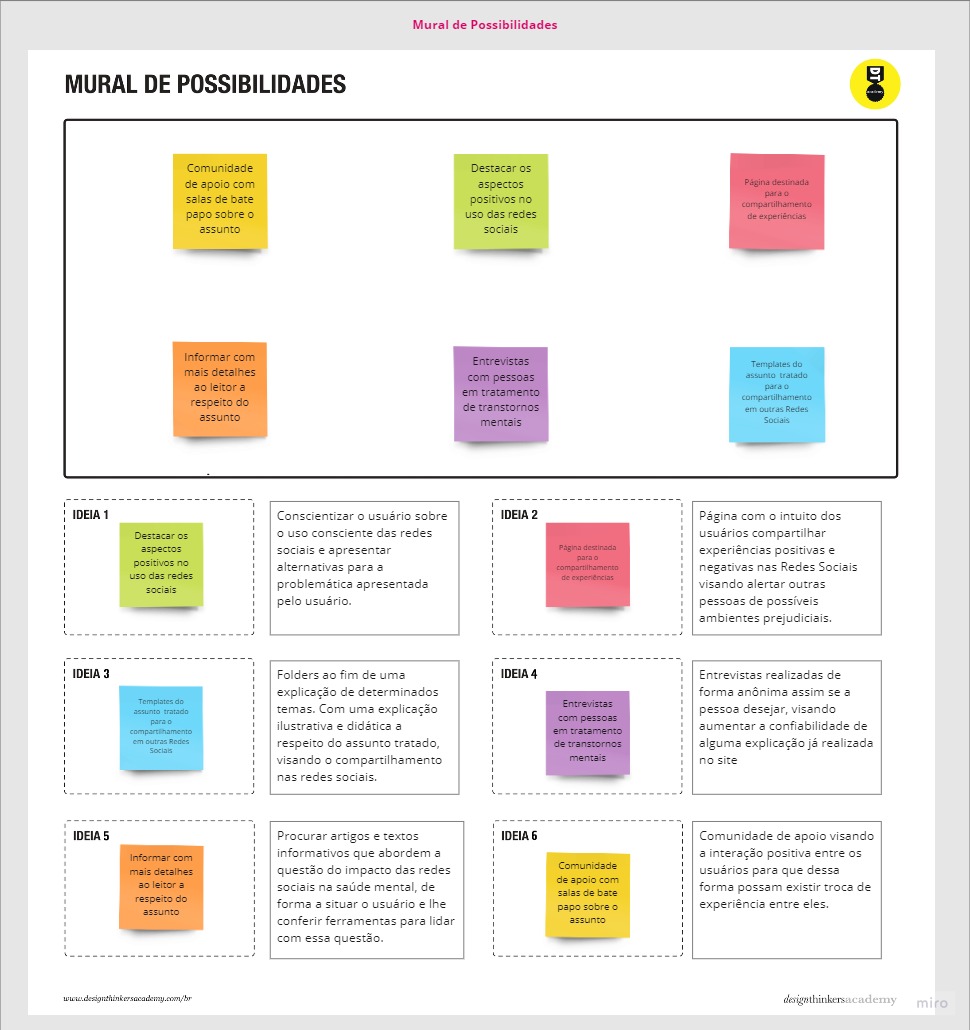 Mural de Possibilidades
MURAL DE POSSIBILIDADES
DT
academy
Comunidade
de apoio com
salas de bate
papo sobre o
assunto
Destacar os
aspectos
positivos no
uso das redes
sociais
Página destinada
para o
compartilhamento
de experiências
Informar com
mais detalhes
ao leitor a
respeito do
assunto
Entrevistas
com pessoas
em tratamento
de transtornos
mentais
Templates do
assunto tratado
para o
compartilhamento
em outras Redes
Sociais
IDEIA 1
Destacar os
aspectos
positivos no
uso das redes
sociais
Conscientizar o usuário sobre
o uso consciente das redes
sociais e apresentar
alternativas para a
problemática apresentada
pelo usuário.
IDEIA 2
Página destinada
para o
compartilhamento
de experiências
Página com o intuito dos
usuários compartilhar
experiências positivas e
negativas nas Redes Sociais
visando alertar outras
pessoas de possíveis
ambientes prejudiciais.
IDEIA 3
Templates do
assunto tratado
para o
compartilhamento
em outras Redes
Sociais
Folders ao fim de uma
explicação de determinados
temas. Com uma explicação
ilustrativa e didática a
respeito do assunto tratado,
visando o compartilhamento
nas redes sociais.
IDEIA 4
Entrevistas
com pessoas
em tratamento
de transtornos
mentais
Entrevistas realizadas de
forma anônima assim se a
pessoa desejar, visando
aumentar a confiabilidade de
alguma explicação já realizada
no site
IDEIA 5
Informar com
mais detalhes
ao leitor a
respeito do
assunto
Procurar artigos e textos
informativos que abordem a
questão do impacto das redes
sociais na saúde mental, de
forma a situar o usuário e lhe
conferir ferramentas para lidar
com essa questão.
IDEIA 6
Comunidade
de apoio com
salas de bate
papo sobre o
assunto
Comunidade de apoio visando
a interação positiva entre os
usuários para que dessa
forma possam existir troca de
experiência entre eles.
www.designthinkersacademy.com/br
designthinkersacademy
miro